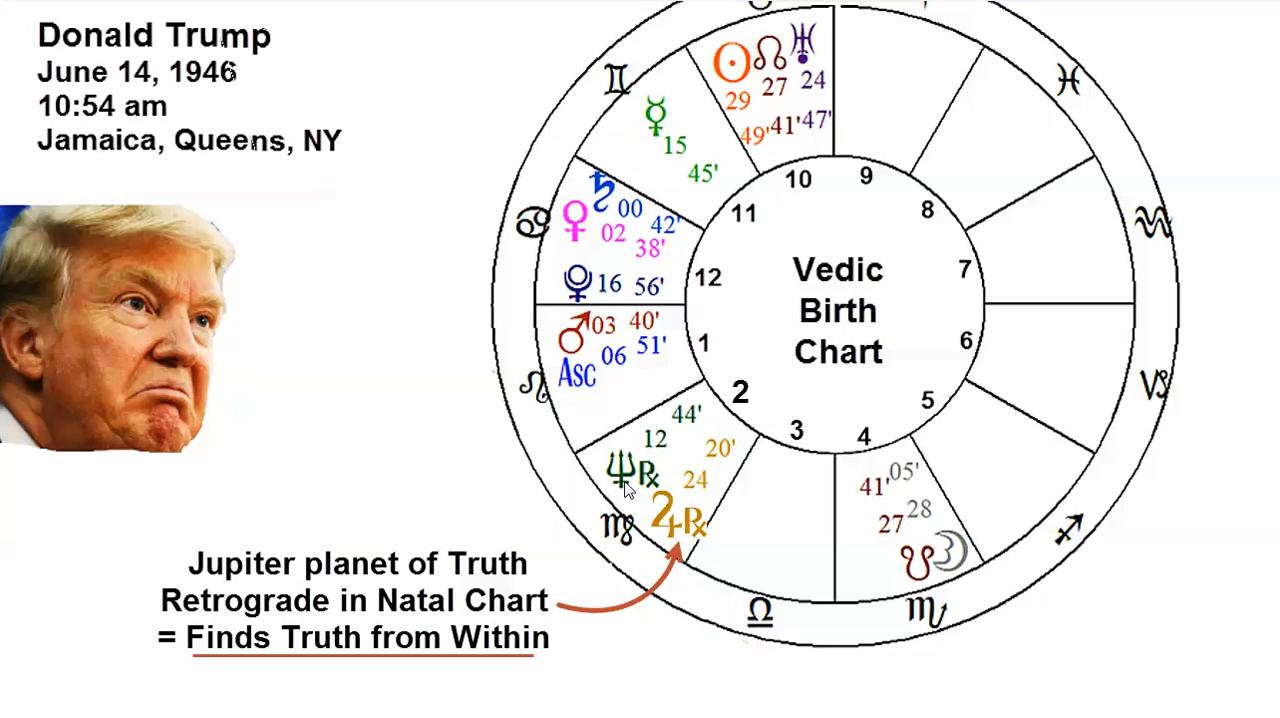 Donald Trump
June 14, 1946
10:54 am
Jamaica, Queens, NY
♊
☉ 29 49'
☊ 27 41'
♅ 24 47'
♓
☿ 15 45'
10 9
11 8
♋
♄ 00 42'
♀ 02 38'
♇ 16 56'
12 7
♒
Vedic
Birth
Chart
♂ 03 40'
Asc 06 51'
1 6
♌
♑
2 5
3 4
♆℞ 12 44'
♃℞ 24 20'
♍
☋ 27 41'
☽ 28 05'
♐
♎
♏
Jupiter planet of Truth
Retrograde in Natal Chart
= Finds Truth from Within